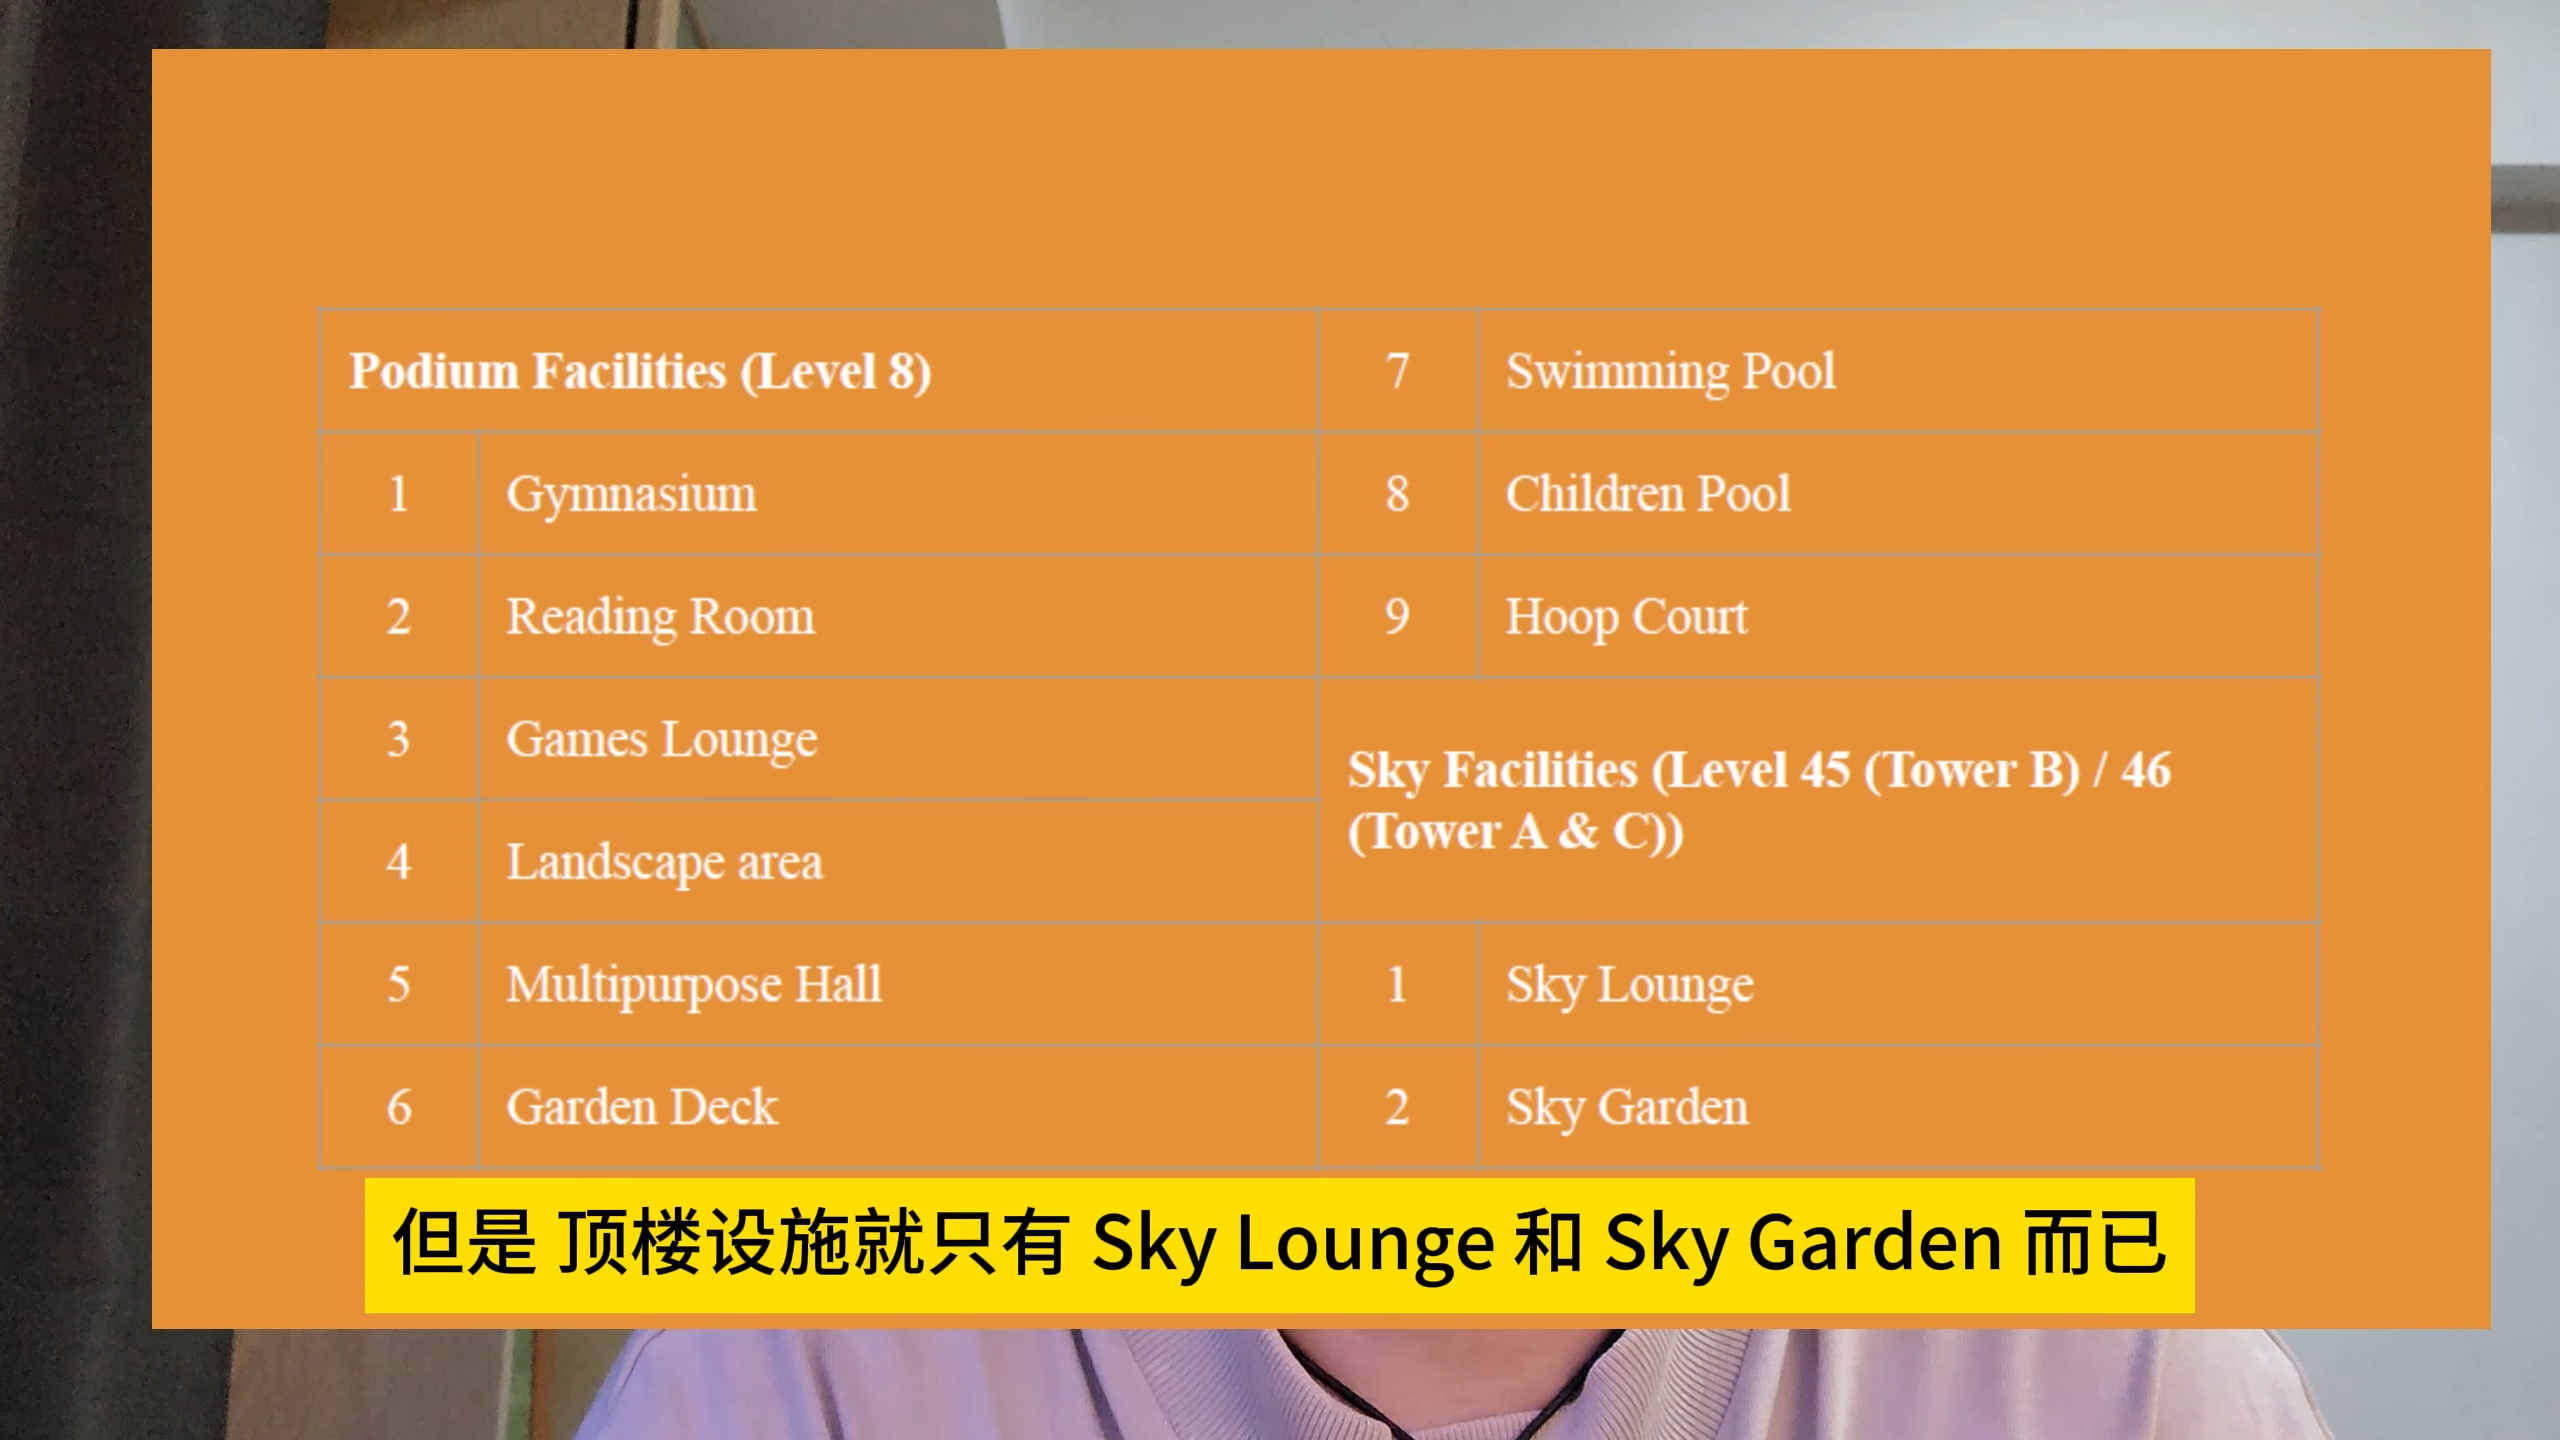 Podium Facilities (Level 8)
1 Gymnasium
2 Reading Room
3 Games Lounge
4 Landscape area
5 Multipurpose Hall
6 Garden Deck
7 Swimming Pool
8 Children Pool
9 Hoop Court
Sky Facilities (Level 45 (Tower B) / 46
(Tower A & C))
1 Sky Lounge
2 Sky Garden
但是 顶楼设施就只有 Sky Lounge 和 Sky Garden 而已